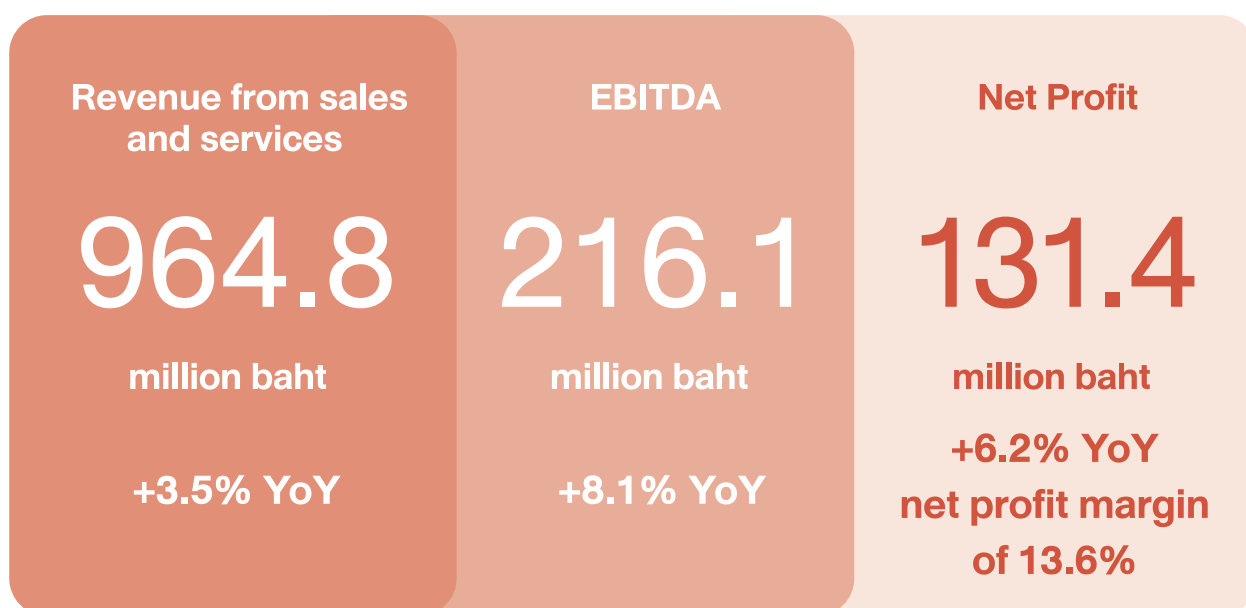 Revenue from sales
and services
964.8
million baht
+3.5% YoY
EBITDA
216.1
million baht
+8.1% YoY
Net Profit
131.4
million baht
+6.2% YoY
net profit margin
of 13.6%